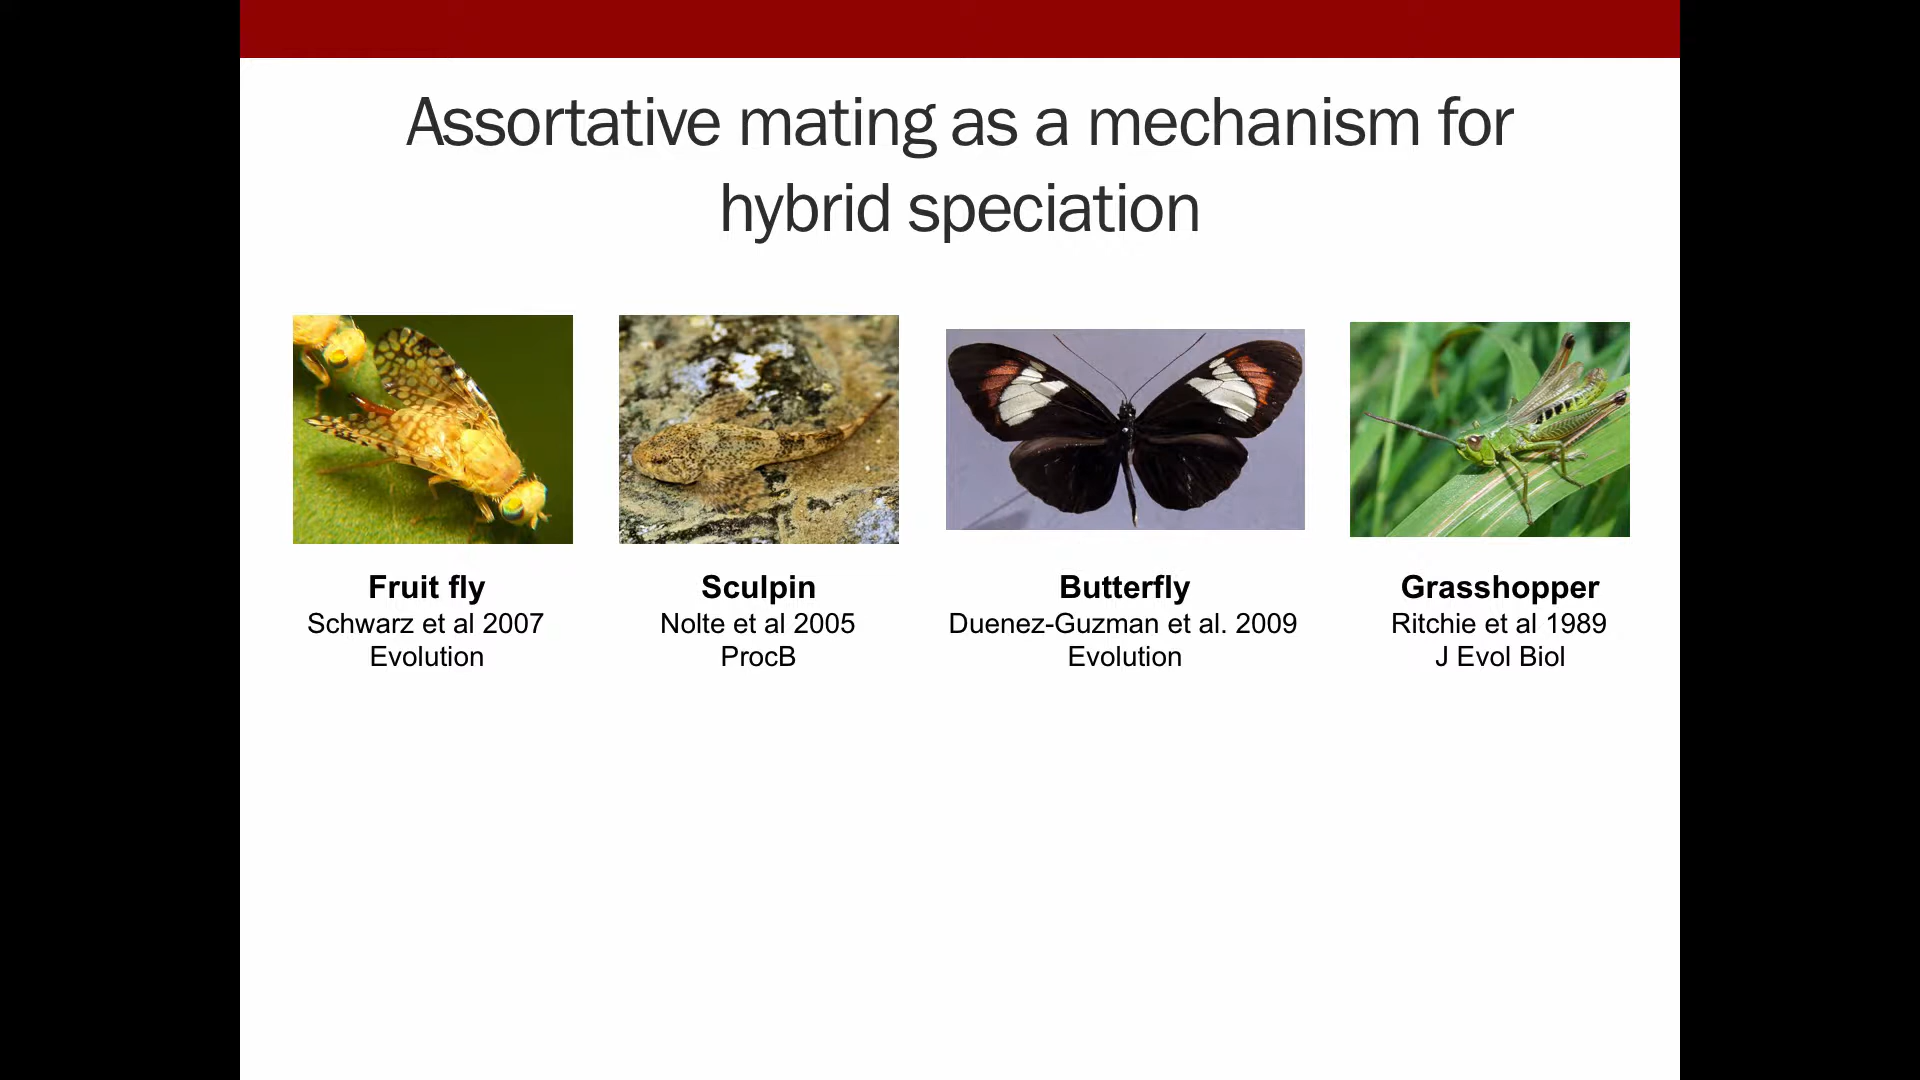 Assortative mating as a mechanism for
hybrid speciation
Fruit fly
Schwarz et al 2007
Evolution
Sculpin
Nolte et al 2005
ProcB
Butterfly
Duenez-Guzman et al. 2009
Evolution
Grasshopper
Ritchie et al 1989
J Evol Biol